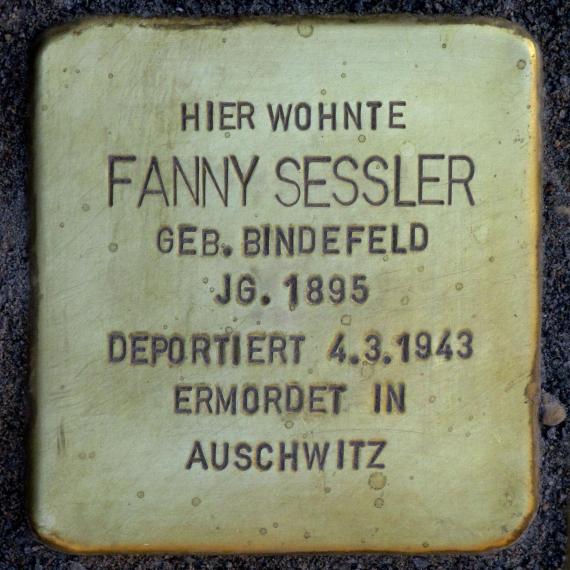 HIER WOHNTE
FANNY SESSLER
GEB. BINDEFELD
JG. 1895
DEPORTIERT 4.3.1943
ERMORDET IN
AUSCHWITZ